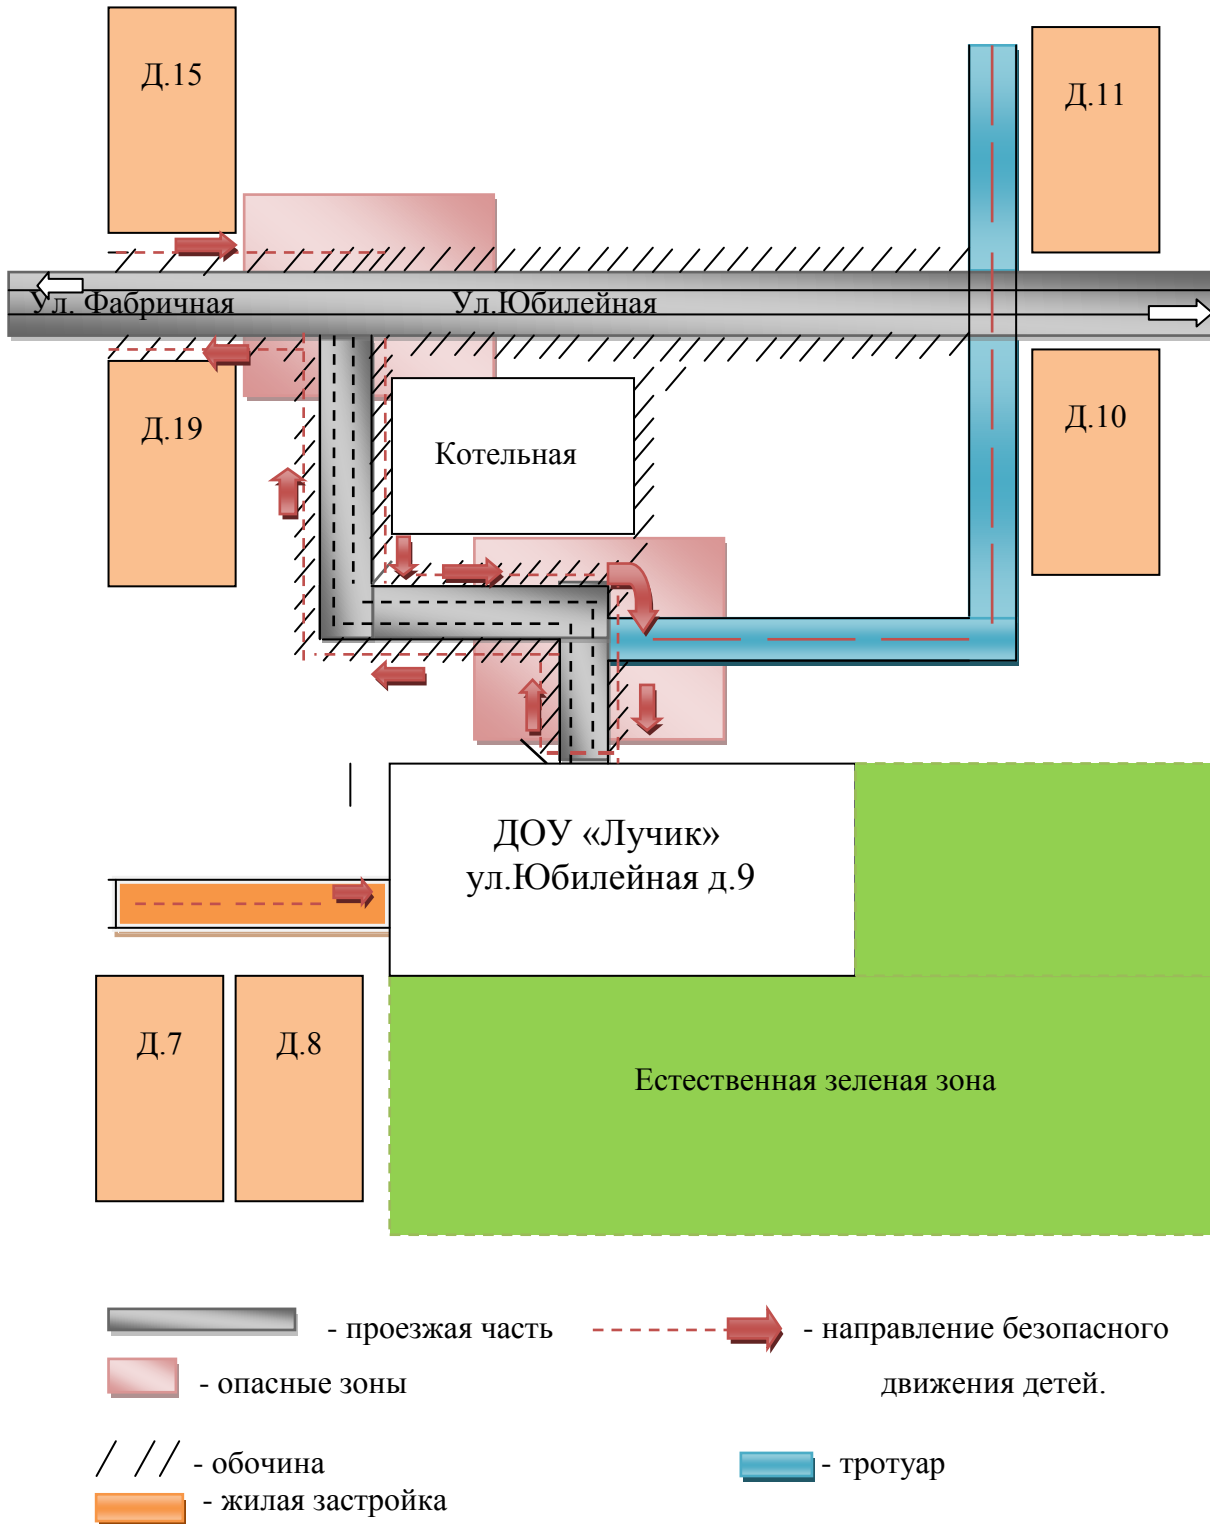 Д.15
Д.11
Ул. Фабричная
Ул.Юбилейная
Д.19
Котельная
Д.10
ДОУ «Лучик»
ул.Юбилейная д.9
Д.7
Д.8
Естественная зеленая зона
- проезжая часть
- направление безопасного
движения детей.
- опасные зоны
- обочина
- тротуар
- жилая застройка